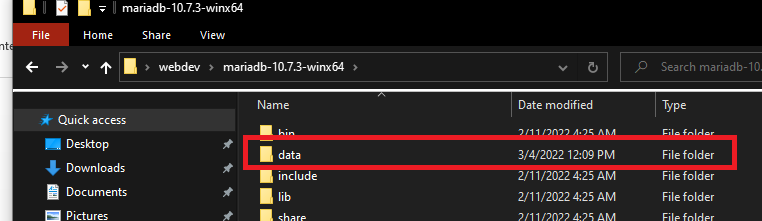 mariadb-10.7.3-winx64
File Home Share View
webdev mariadb-10.7.3-winx64 Search mariadb-10.
Name Date modified Type
Quick access
bin 2/11/2022 4:25 AM File folder
Desktop
data 3/4/2022 12:09 PM File folder
Downloads
include 2/11/2022 4:25 AM File folder
Documents
lib 2/11/2022 4:25 AM File folder
Pictures
share 2/11/2022 4:25 AM File folder